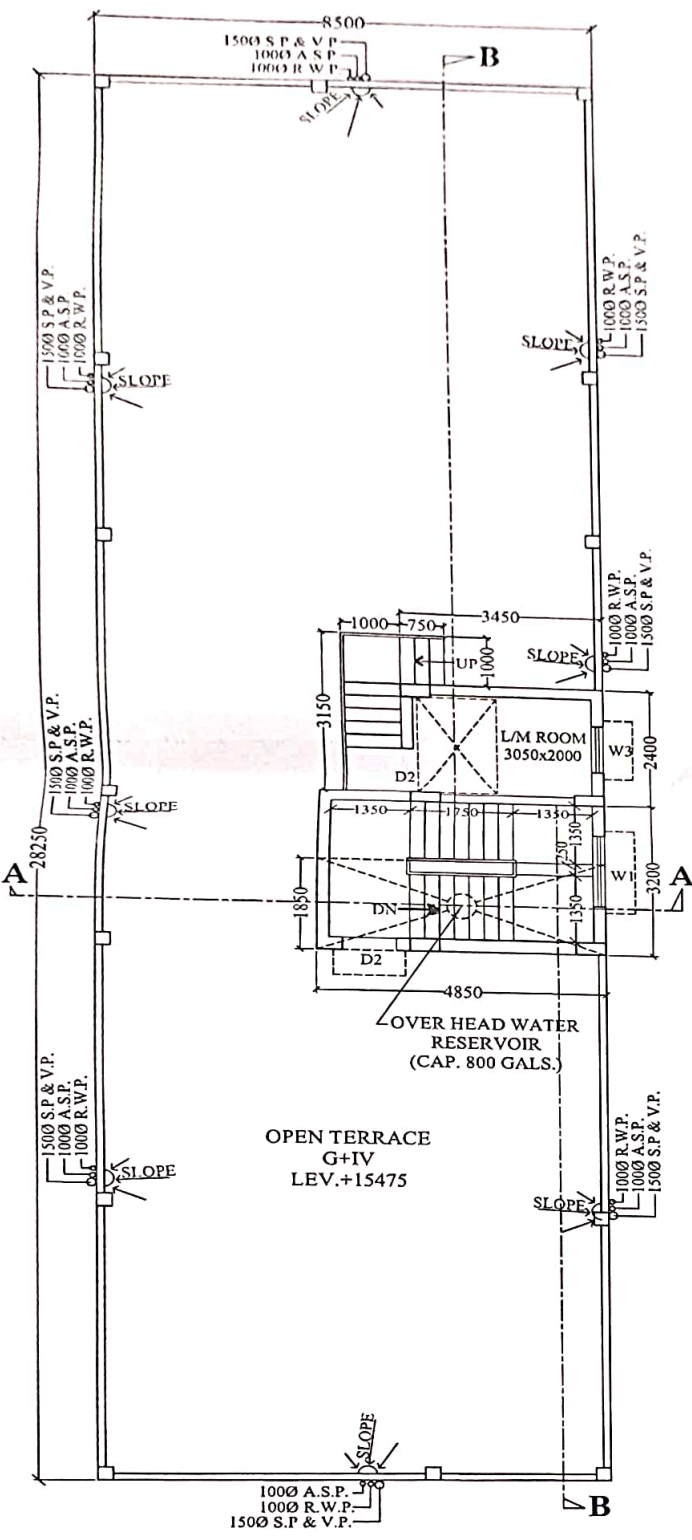 8500
150Ø S.P & V.P
100Ø A S P
100Ø R W P
SLOPE
B
150Ø S.P & V.P.
100Ø A.S.P.
100Ø R.W.P.
SLOPE
SLOPE
100Ø R.W.P.
100Ø A.S.P.
150Ø S.P & V.P.
3450
1000
750
UP
1000
SLOPE
100Ø R.W.P.
100Ø A.S.P.
150Ø S.P & V.P.
3150
L/M ROOM
3050x2000
W3
2400
D2
150Ø S.P & V.P.
100Ø A.S.P.
100Ø R.W.P.
SLOPE
1350
1750
1350
1350
250
1350
W1
3200
28250
A
A
1850
DN
D2
4850
OVER HEAD WATER
RESERVOIR
(CAP. 800 GALS.)
150Ø S.P & V.P.
100Ø A.S.P.
100Ø R.W.P.
SLOPE
OPEN TERRACE
G+IV
LEV.+15475
SLOPE
100Ø R.W.P.
100Ø A.S.P.
150Ø S.P & V.P.
SLOPE
100Ø A.S.P.
100Ø R.W.P.
150Ø S.P & V.P.
B